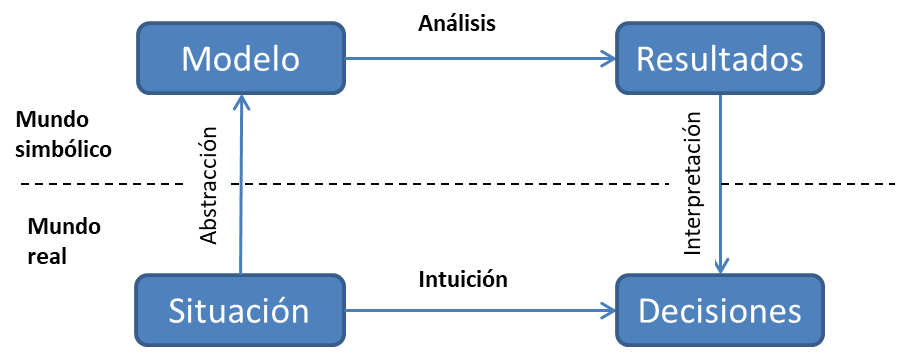 Análisis
Modelo
Resultados
Mundo
simbólico
Abstracción
Interpretación
Mundo
real
Intuición
Situación
Decisiones